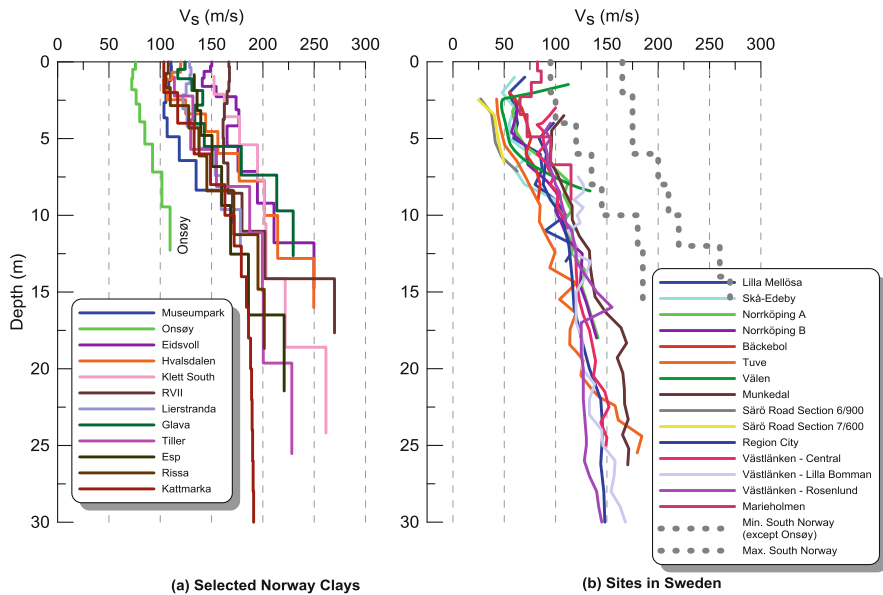 Vs (m/s)
0 50 100 150 200 250 300
0
5
10
15
20
25
30
Depth (m)
Onsøy
Museumpark
Onsøy
Eidsvoll
Hvalsdalen
Klett South
RVII
Lierstranda
Glava
Tiller
Esp
Rissa
Kattmarka
(a) Selected Norway Clays
Vs (m/s)
0 50 100 150 200 250 300
0
5
10
15
20
25
30
Lilla Mellösa
Skå-Edeby
Norrköping A
Norrköping B
Bäckebol
Tuve
Välen
Munkedal
Särö Road Section 6/900
Särö Road Section 7/600
Region City
Västlänken - Central
Västlänken - Lilla Bomman
Västlänken - Rosenlund
Marieholmen
Min. South Norway
(except Onsøy)
Max. South Norway
(b) Sites in Sweden